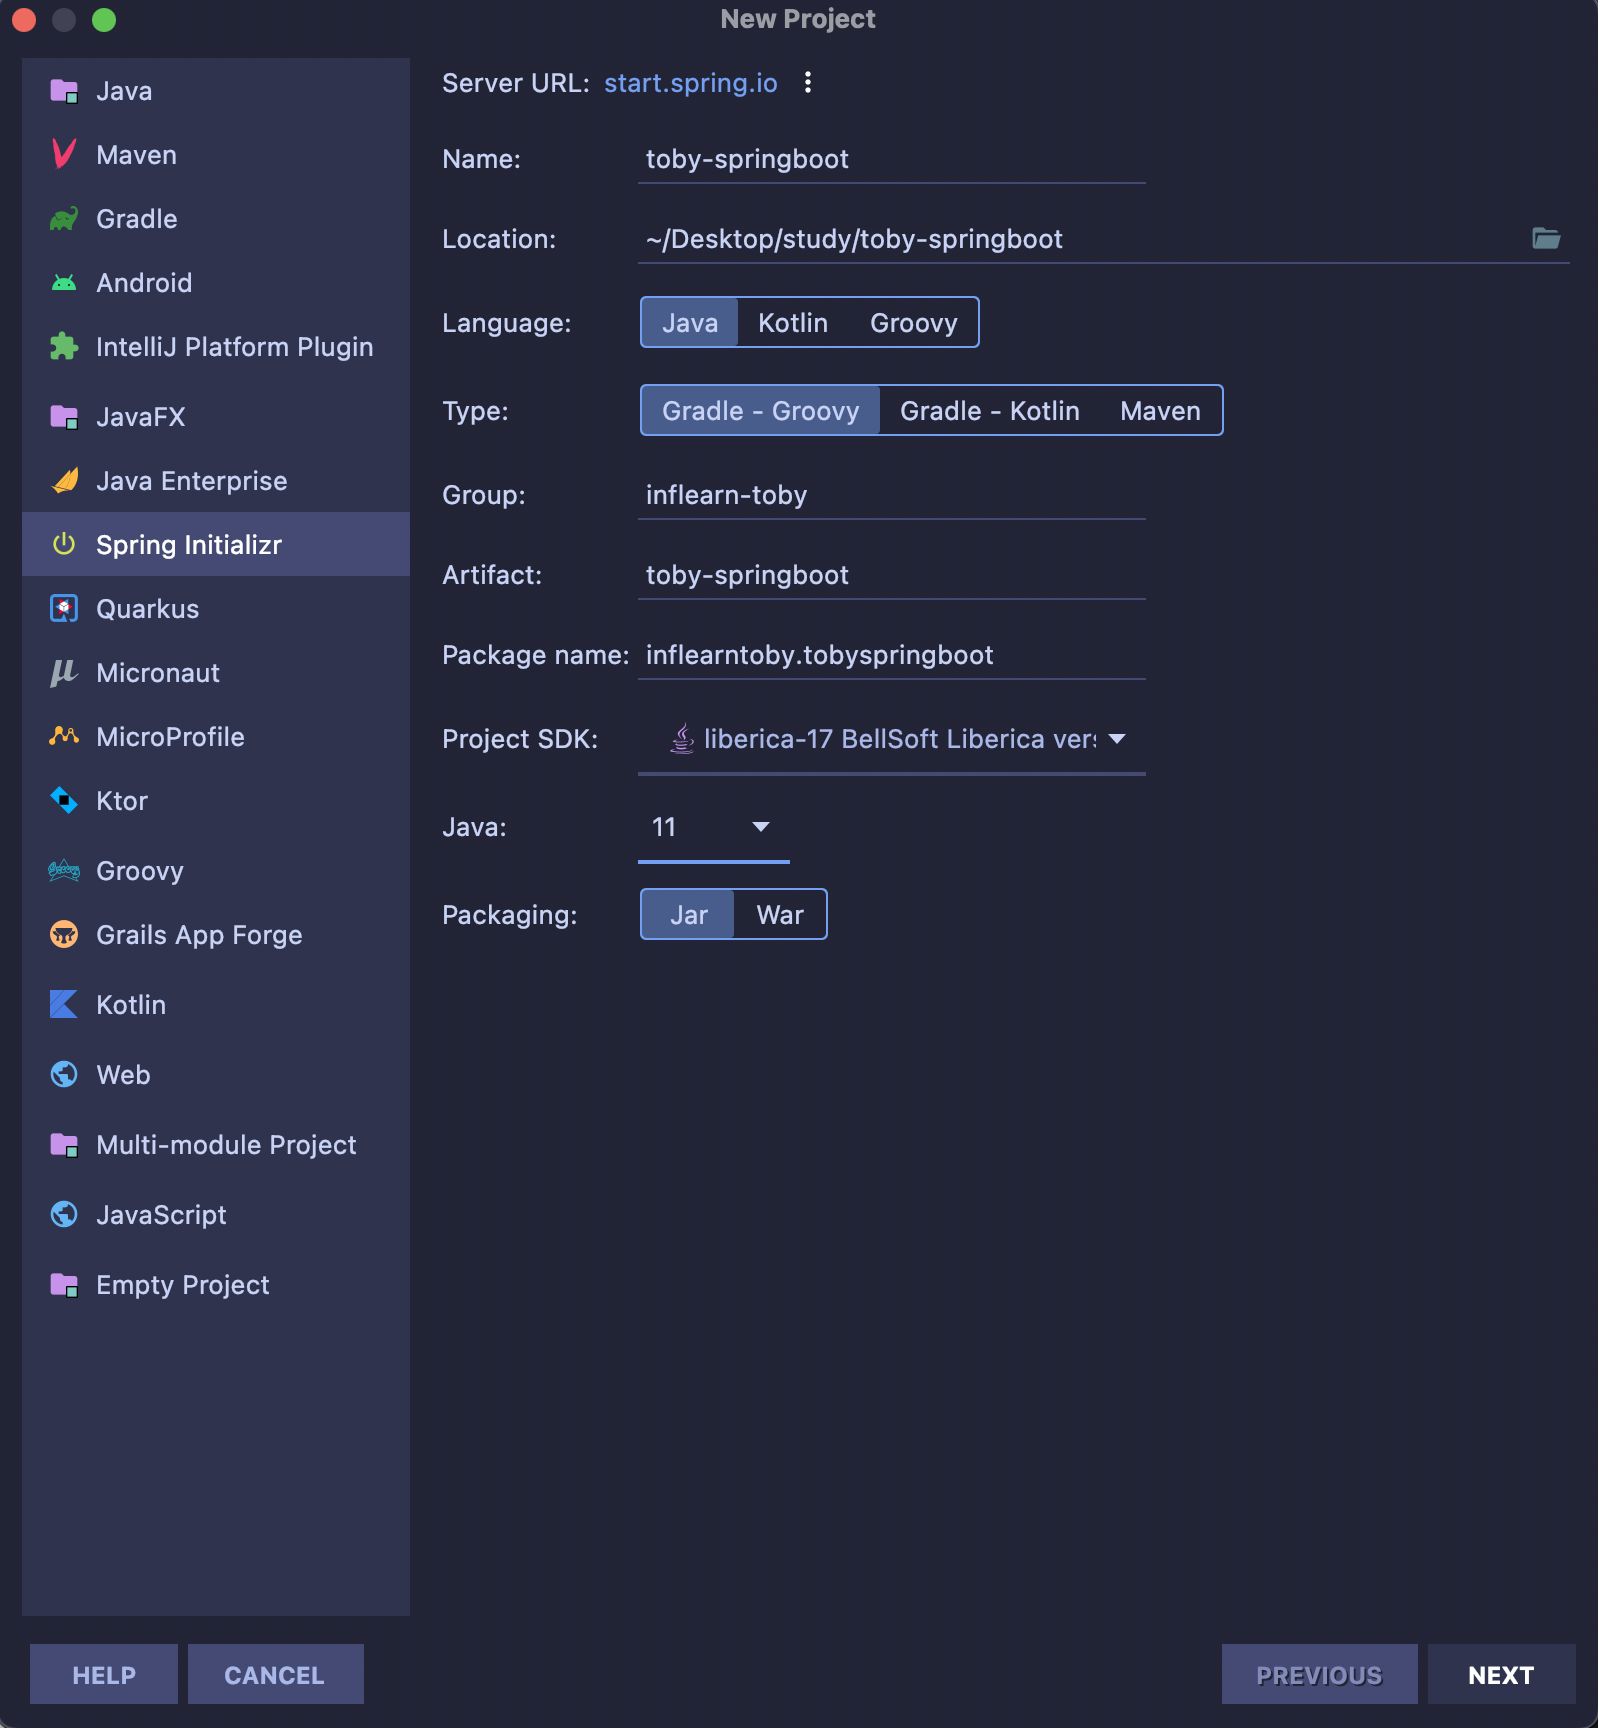 New Project
Java
Maven
Gradle
Android
IntelliJ Platform Plugin
JavaFX
Java Enterprise
Spring Initializr
Quarkus
Micronaut
MicroProfile
Ktor
Groovy
Grails App Forge
Kotlin
Web
Multi-module Project
JavaScript
Empty Project
Server URL: start.spring.io
Name: toby-springboot
Location: ~/Desktop/study/toby-springboot
Language: Java Kotlin Groovy
Type: Gradle - Groovy Gradle - Kotlin Maven
Group: inflearn-toby
Artifact: toby-springboot
Package name: inflearntoby.tobyspringboot
Project SDK: liberica-17 BellSoft Liberica vers
Java: 11
Packaging: Jar War
HELP CANCEL PREVIOUS NEXT